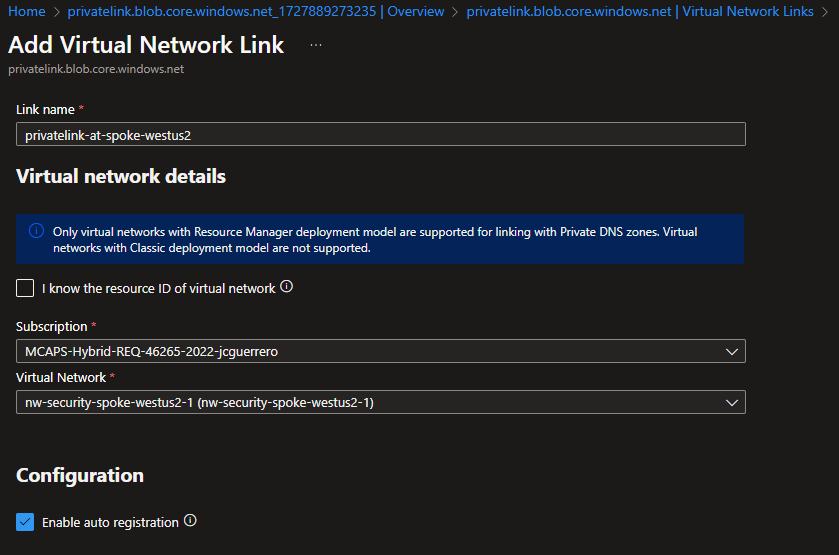 Home > privatelink.blob.core.windows.net_1727889273235 | Overview > privatelink.blob.core.windows.net | Virtual Network Links >
Add Virtual Network Link ...
privatelink.blob.core.windows.net
Link name *
privatelink-at-spoke-westus2
Virtual network details
Only virtual networks with Resource Manager deployment model are supported for linking with Private DNS zones. Virtual
networks with Classic deployment model are not supported.
I know the resource ID of virtual network
Subscription *
MCAPS-Hybrid-REQ-46265-2022-jcguerrero
Virtual Network *
nw-security-spoke-westus2-1 (nw-security-spoke-westus2-1)
Configuration
Enable auto registration